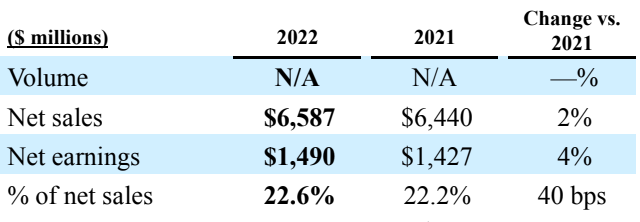 ($ millions) 2022 2021 Change vs. 2021
Volume N/A N/A —%
Net sales $6,587 $6,440 2%
Net earnings $1,490 $1,427 4%
% of net sales 22.6% 22.2% 40 bps